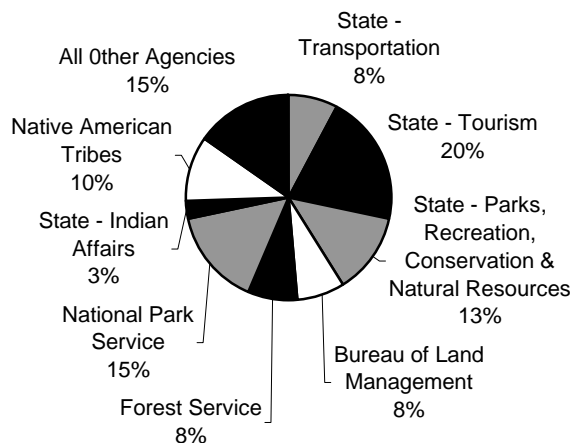 State -
Transportation
8%
State - Tourism
20%
State - Parks,
Recreation,
Conservation &
Natural Resources
13%
Bureau of Land
Management
8%
Forest Service
8%
National Park
Service
15%
State - Indian
Affairs
3%
Native American
Tribes
10%
All 0ther Agencies
15%